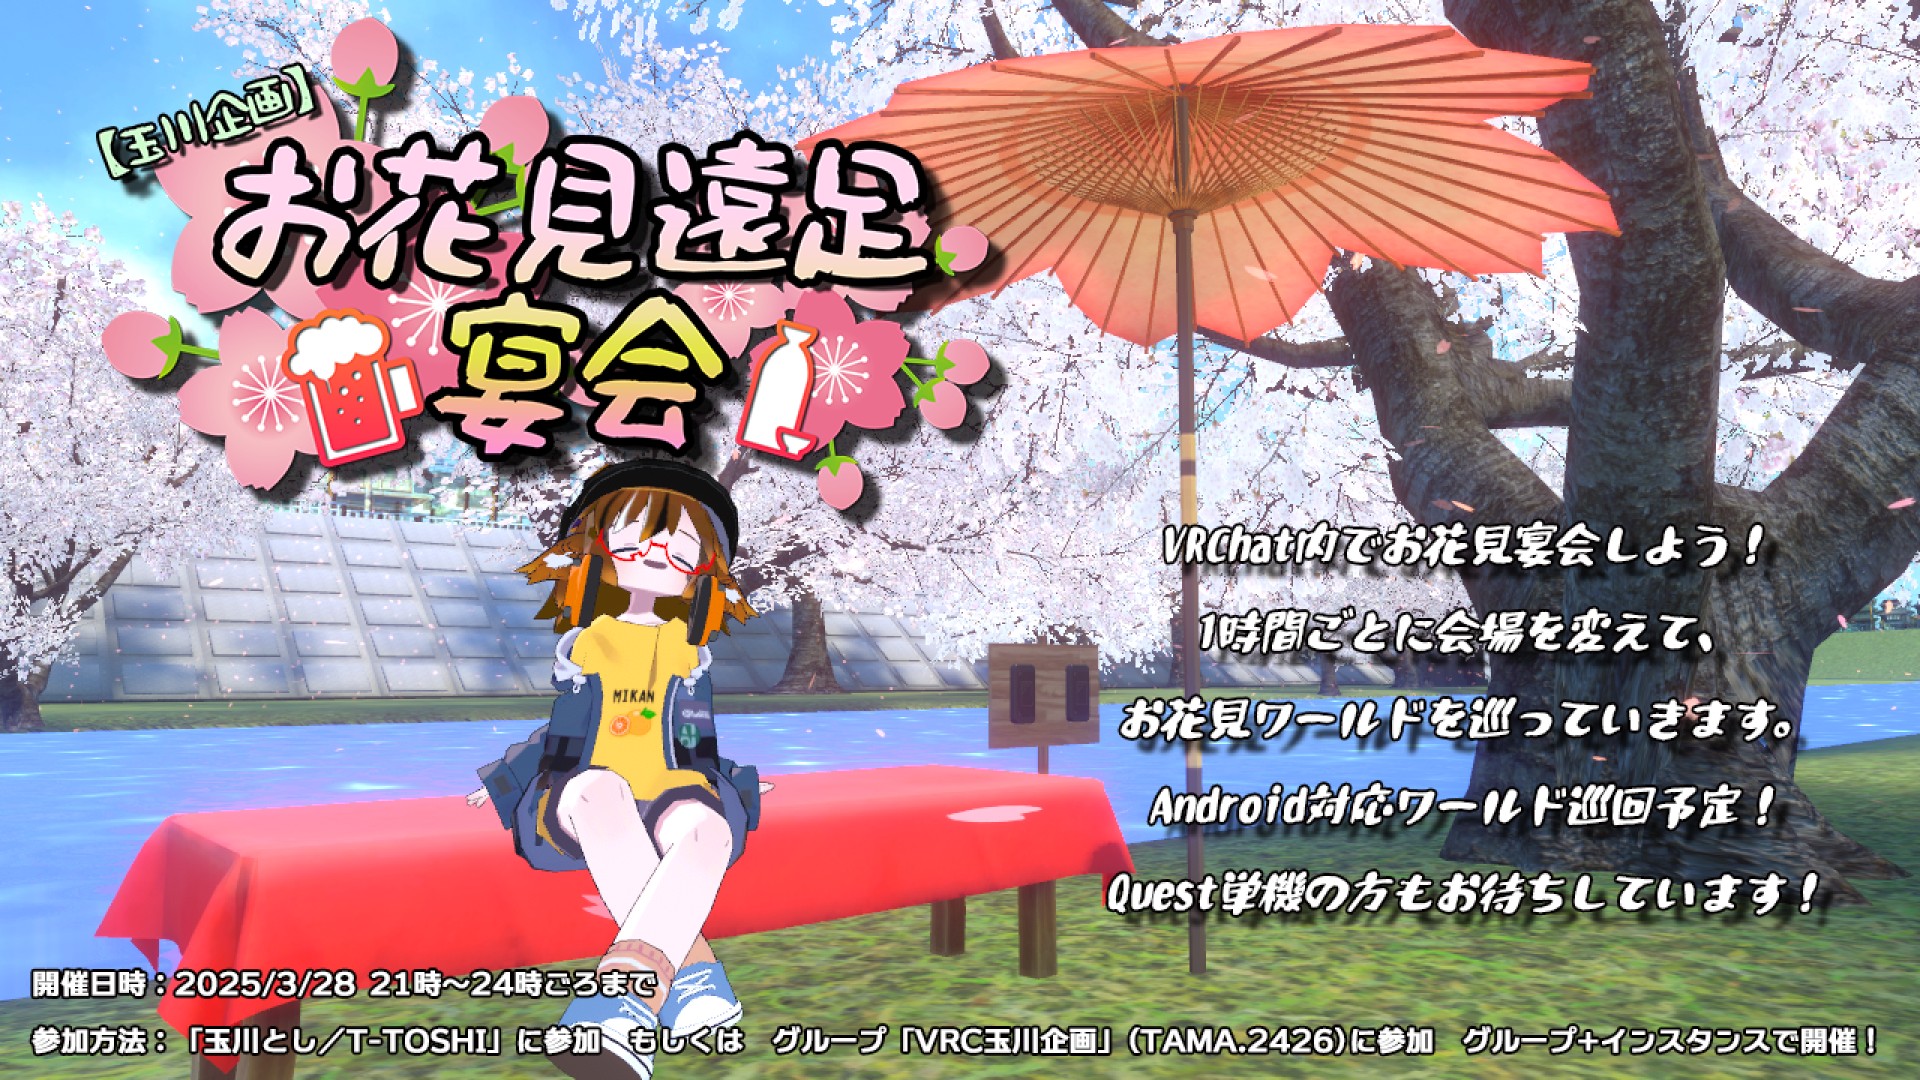 【玉川企画】
お花見遠足
宴会
VRChat内でお花見宴会しよう！
1時間ごとに会場を変えて、
お花見ワールドを巡っていきます。
Android対応ワールド巡回予定！
Quest単機の方もお待ちしています！
MIKAN
開催日時：2025/3/28 21時～24時ごろまで
参加方法：「玉川とし／T-TOSHI」に参加　もしくは　グループ「VRC玉川企画」（TAMA.2426)に参加　グループ+インスタンスで開催！